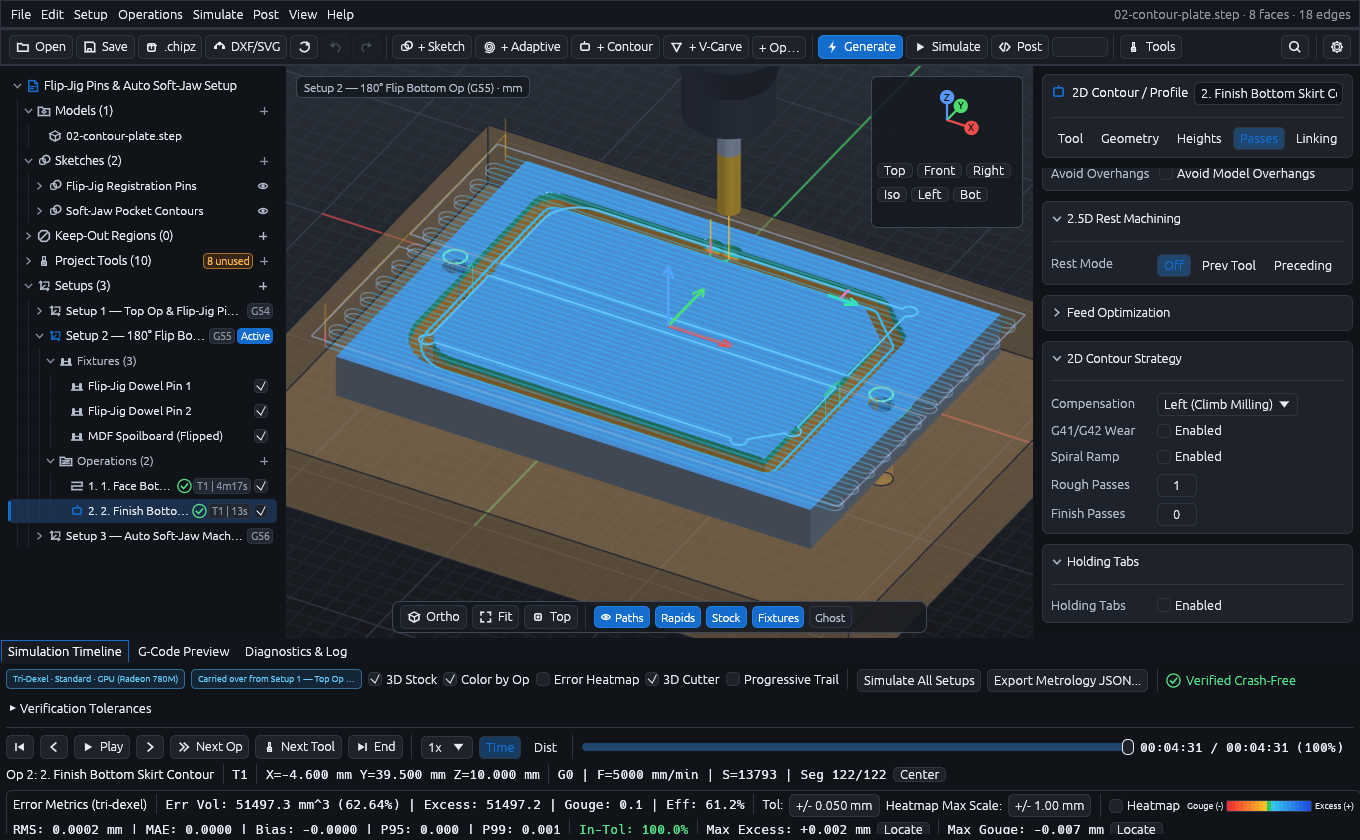 File Edit Setup Operations Simulate Post View Help 02-contour-plate.step · 8 faces · 18 edges
Open Save .chipz DXF/SVG + Sketch + Adaptive + Contour + V-Carve + Op... Generate Simulate Post Tools
Flip-Jig Pins & Auto Soft-Jaw Setup
Models (1) +
02-contour-plate.step
Sketches (2) +
Flip-Jig Registration Pins
Soft-Jaw Pocket Contours
Keep-Out Regions (0) +
Project Tools (10) 8 unused +
Setups (3) +
Setup 1 — Top Op & Flip-Jig Pi... G54
Setup 2 — 180° Flip Bo... G55 Active
Fixtures (3)
Flip-Jig Dowel Pin 1
Flip-Jig Dowel Pin 2
MDF Spoilboard (Flipped)
Operations (2) +
1. 1. Face Bot... T1 | 4m17s
2. 2. Finish Botto... T1 | 13s
Setup 3 — Auto Soft-Jaw Mach... G56
Setup 2 — 180° Flip Bottom Op (G55) · mm
Z
Y
X
Top Front Right
Iso Left Bot
Ortho Fit Top Paths Rapids Stock Fixtures Ghost
2D Contour / Profile 2. Finish Bottom Skirt Co
Tool Geometry Heights Passes Linking
Avoid Overhangs Avoid Model Overhangs
2.5D Rest Machining
Rest Mode Off Prev Tool Preceding
Feed Optimization
2D Contour Strategy
Compensation Left (Climb Milling)
G41/G42 Wear Enabled
Spiral Ramp Enabled
Rough Passes 1
Finish Passes 0
Holding Tabs
Holding Tabs Enabled
Simulation Timeline G-Code Preview Diagnostics & Log
Tri-Dexel · Standard · GPU (Radeon 780M) Carried over from Setup 1 — Top Op ... 3D Stock Color by Op Error Heatmap 3D Cutter Progressive Trail Simulate All Setups Export Metrology JSON... Verified Crash-Free
Verification Tolerances
Play Next Op Next Tool End 1x Time Dist 00:04:31 / 00:04:31 (100%)
Op 2: 2. Finish Bottom Skirt Contour T1 X=-4.600 mm Y=39.500 mm Z=10.000 mm G0 | F=5000 mm/min | S=13793 | Seg 122/122 Center
Error Metrics (tri-dexel) Err Vol: 51497.3 mm^3 (62.64%) | Excess: 51497.2 | Gouge: 0.1 | Eff: 61.2% Tol: +/- 0.050 mm Heatmap Max Scale: +/- 1.00 mm Heatmap Gouge (-) Excess (+)
RMS: 0.0002 mm | MAE: 0.0000 | Bias: -0.0000 | P95: 0.000 | P99: 0.001 In-Tol: 100.0% Max Excess: +0.002 mm Locate Max Gouge: -0.007 mm Locate